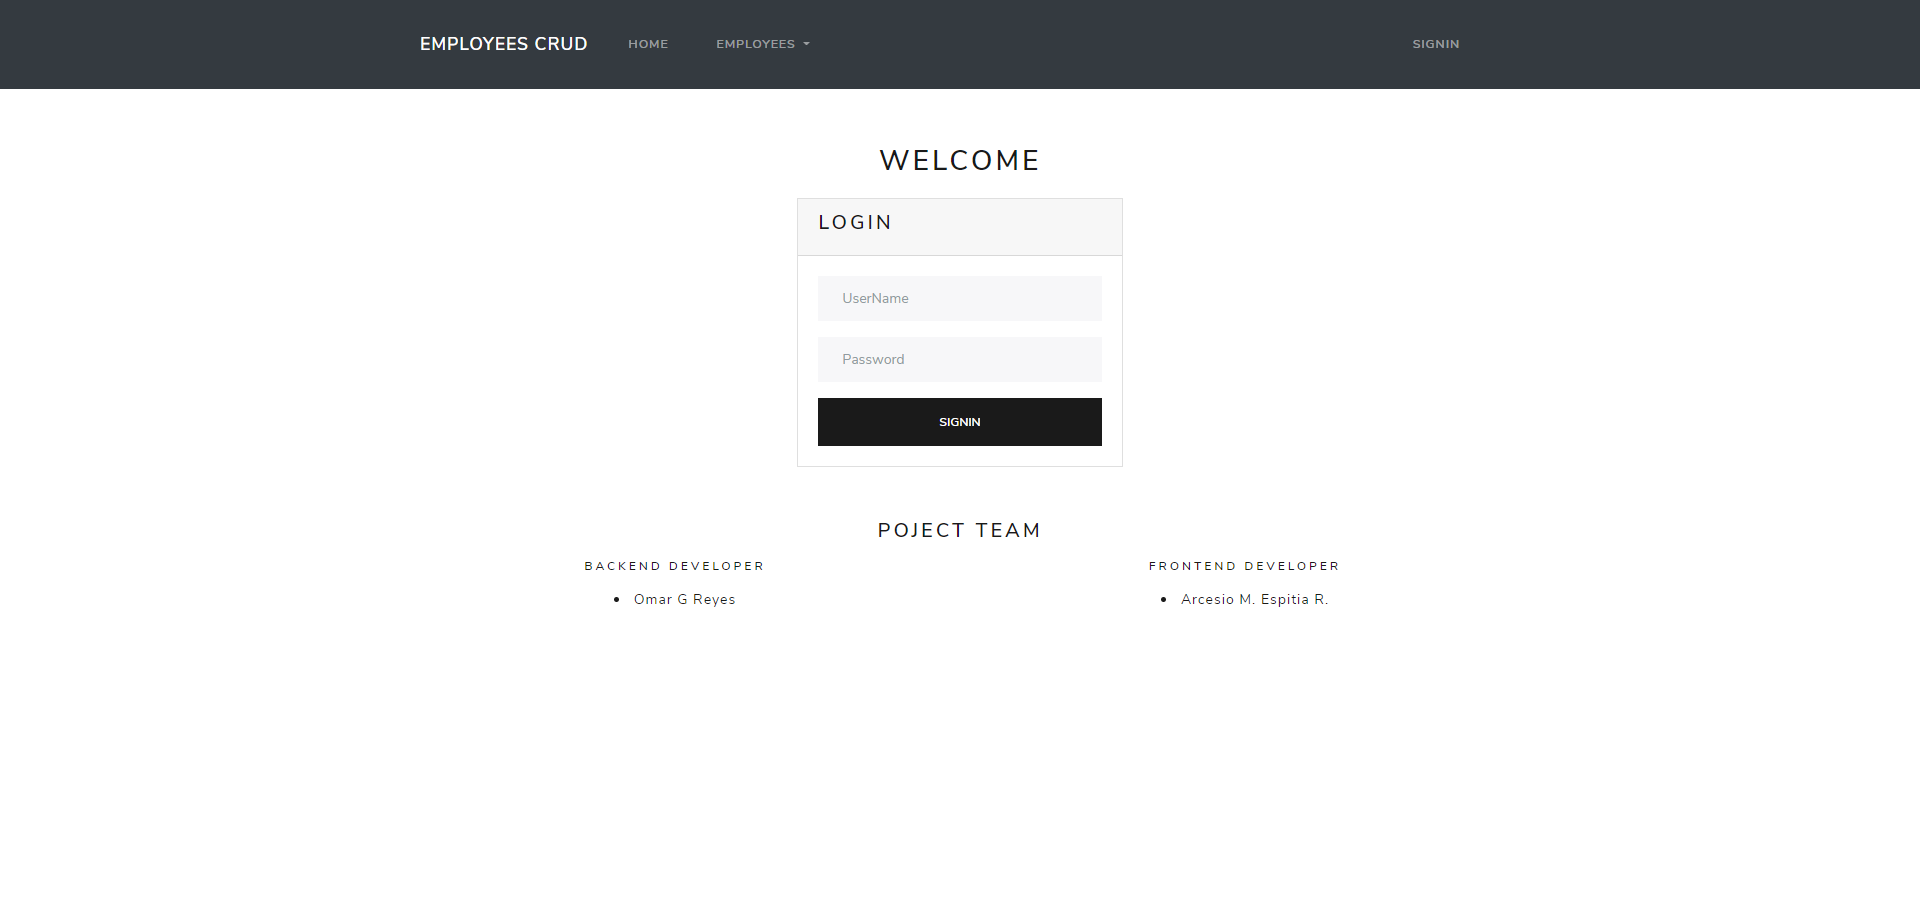 EMPLOYEES CRUD HOME EMPLOYEES SIGNIN
WELCOME
LOGIN
UserName
Password
SIGNIN
POJECT TEAM
BACKEND DEVELOPER FRONTEND DEVELOPER
• Omar G Reyes • Arcesio M. Espitia R.